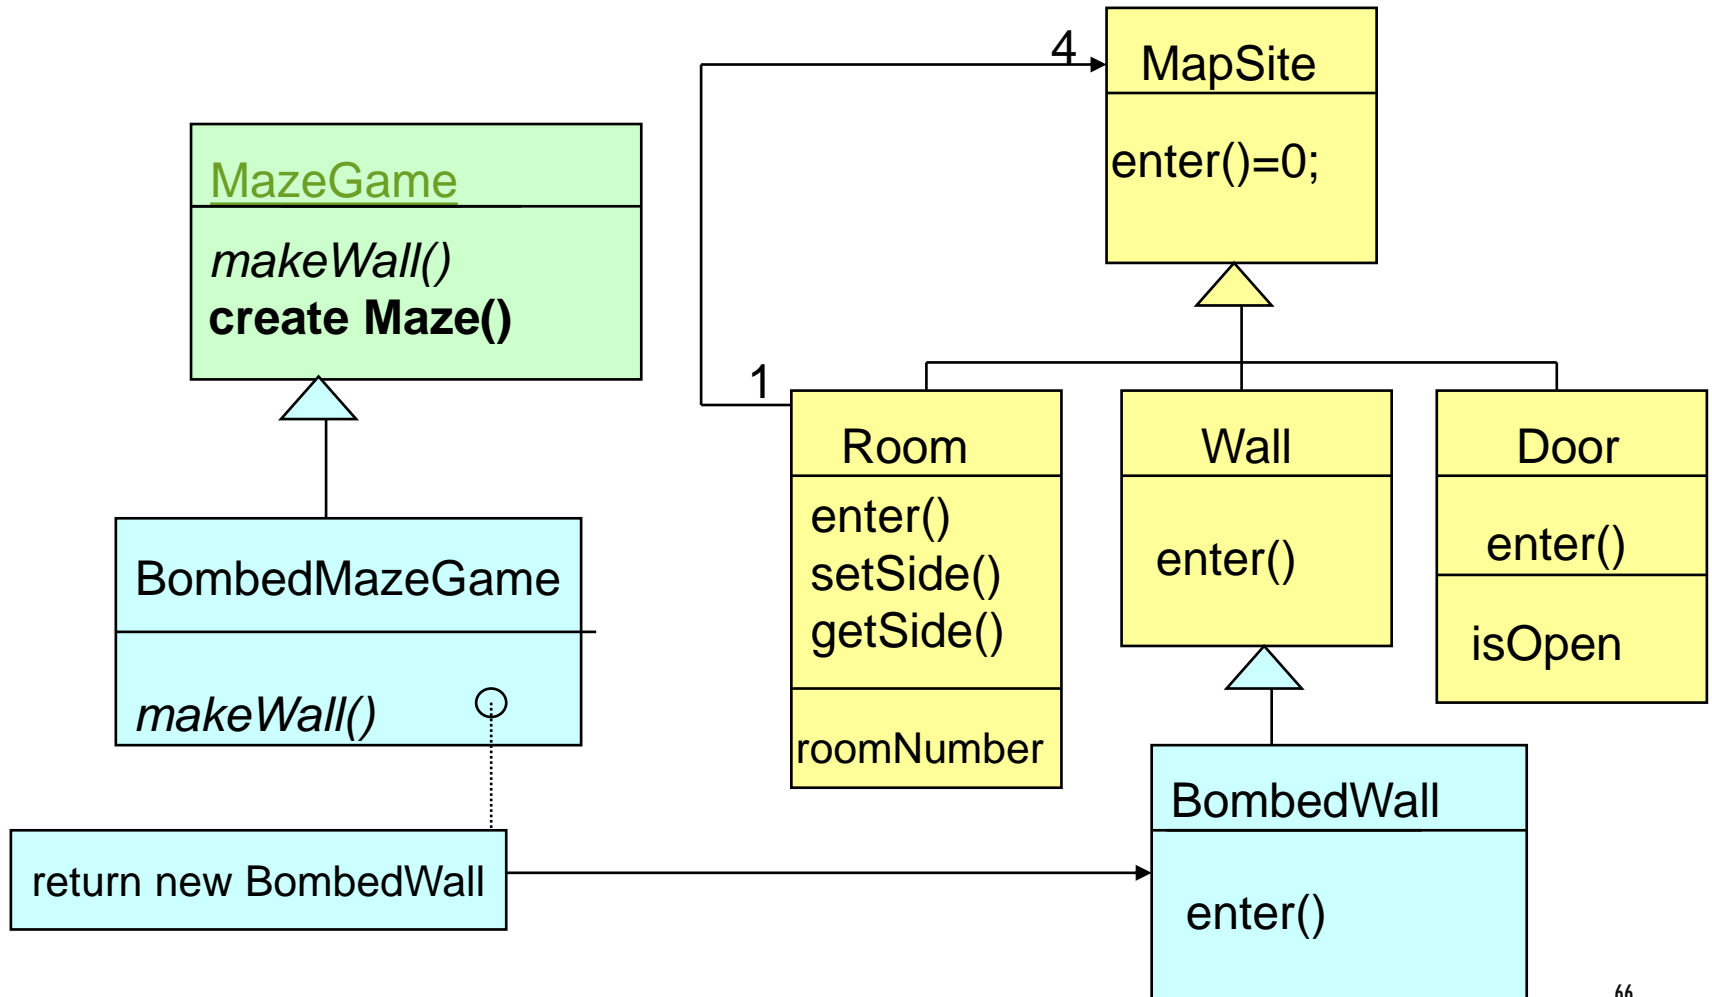 4
MapSite
enter()=0;
MazeGame
makeWall()
create Maze()
1
Room
enter()
setSide()
getSide()
roomNumber
Wall
enter()
Door
enter()
isOpen
BombedMazeGame
makeWall()
return new BombedWall
BombedWall
enter()
66